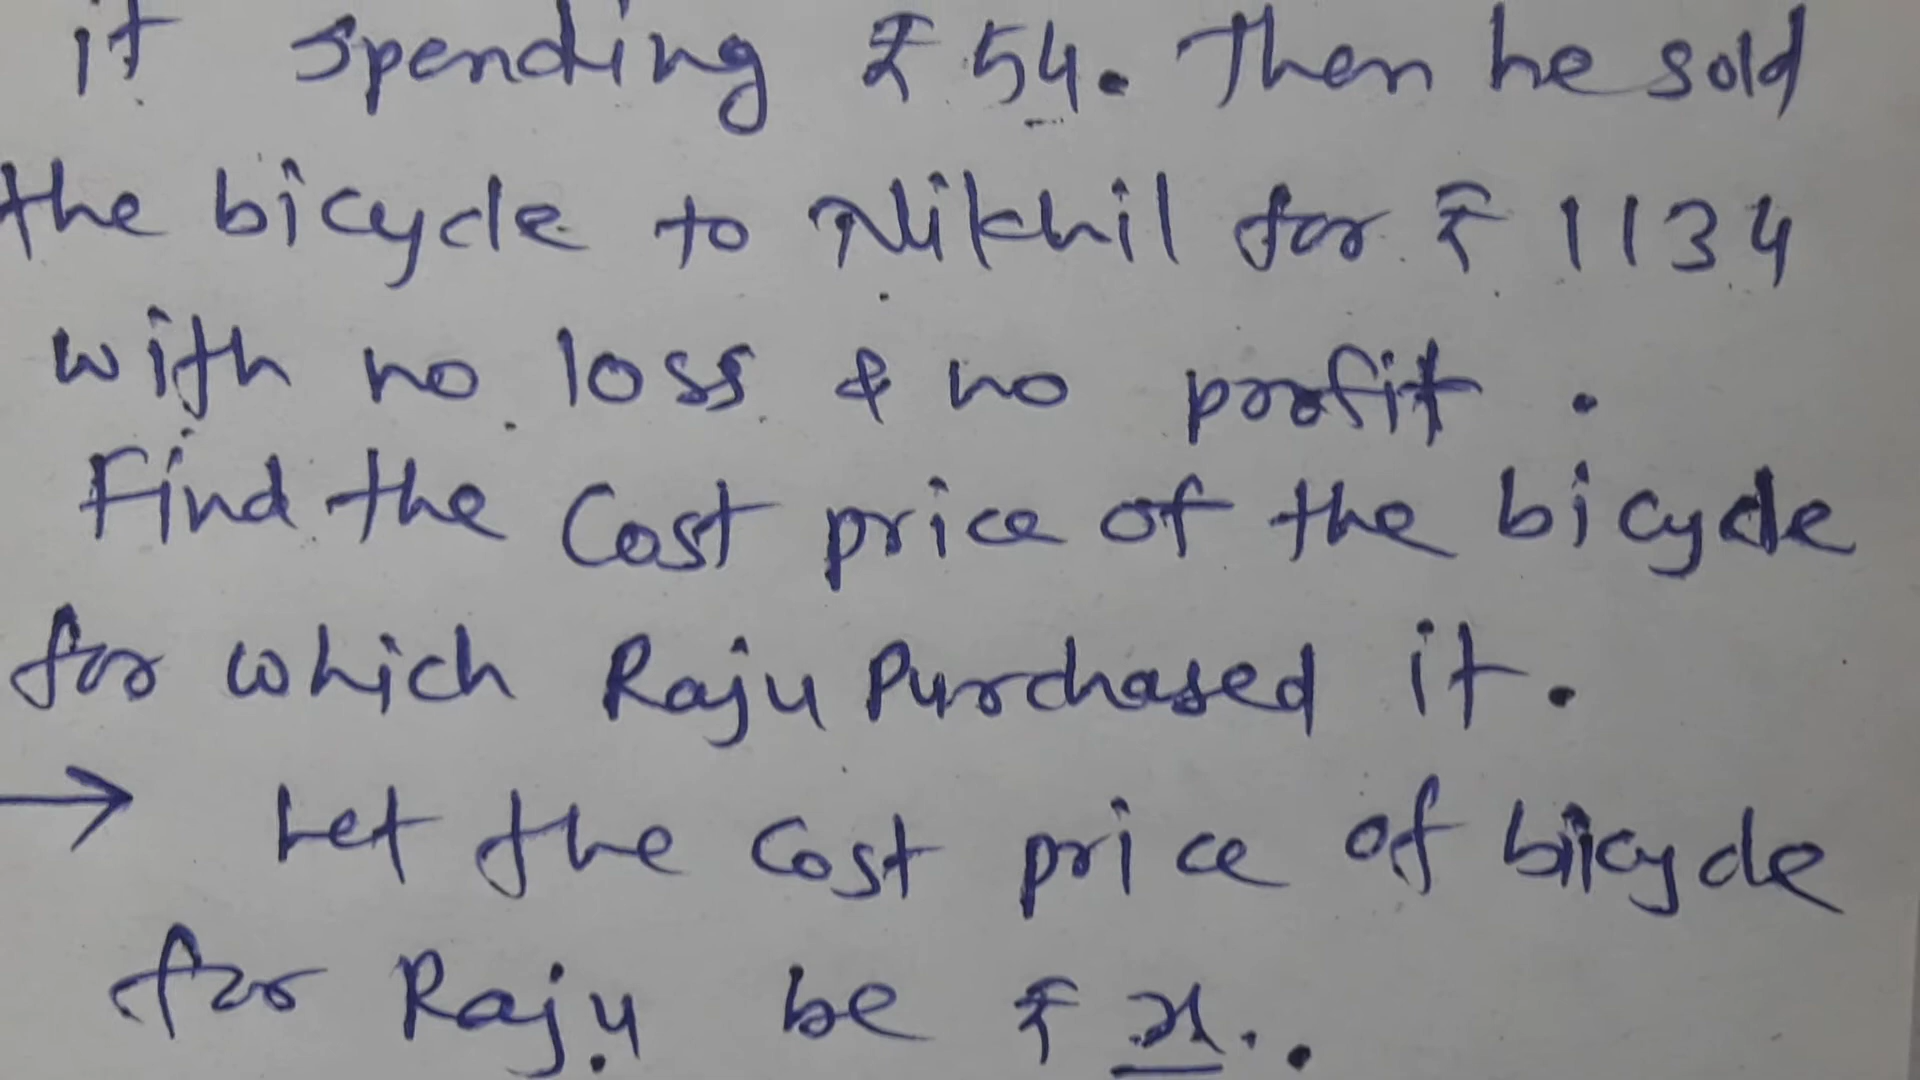 it spending ₹ 54. Then he sold
the bicycle to Nikhil for ₹ 1134
with no loss & no profit.
Find the Cost price of the bicycle
for which Raju Purchased it.
→ Let the Cost price of bicycle
for Raju be ₹ x.